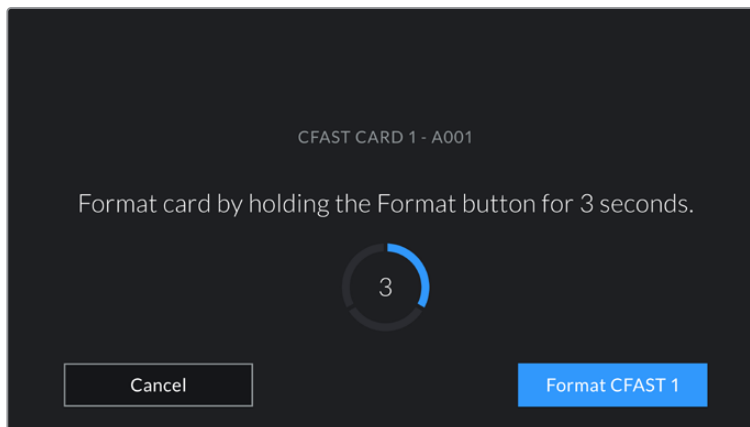 CFAST CARD 1 - A001
Format card by holding the Format button for 3 seconds.
3
Cancel
Format CFAST 1